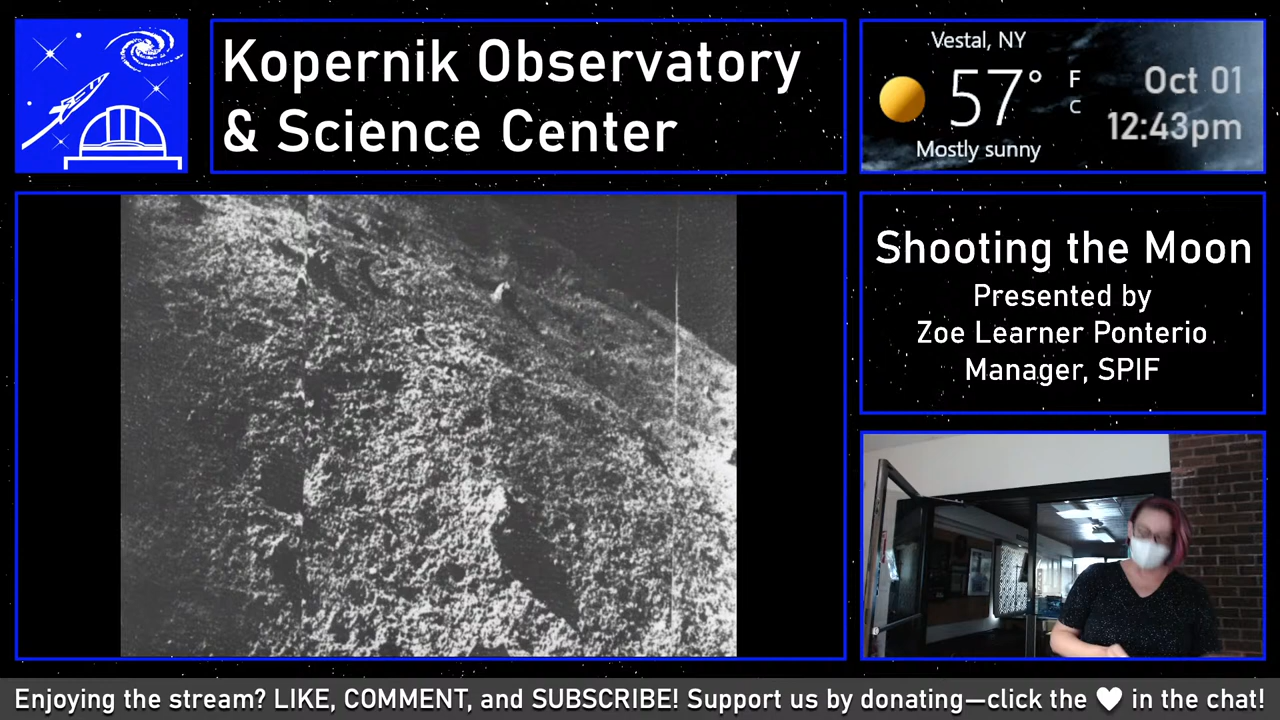 Kopernik Observatory
& Science Center
Vestal, NY
57° F
C
Mostly sunny
Oct 01
12:43pm
Shooting the Moon
Presented by
Zoe Learner Ponterio
Manager, SPIF
Enjoying the stream? LIKE, COMMENT, and SUBSCRIBE! Support us by donating—click the ♥ in the chat!